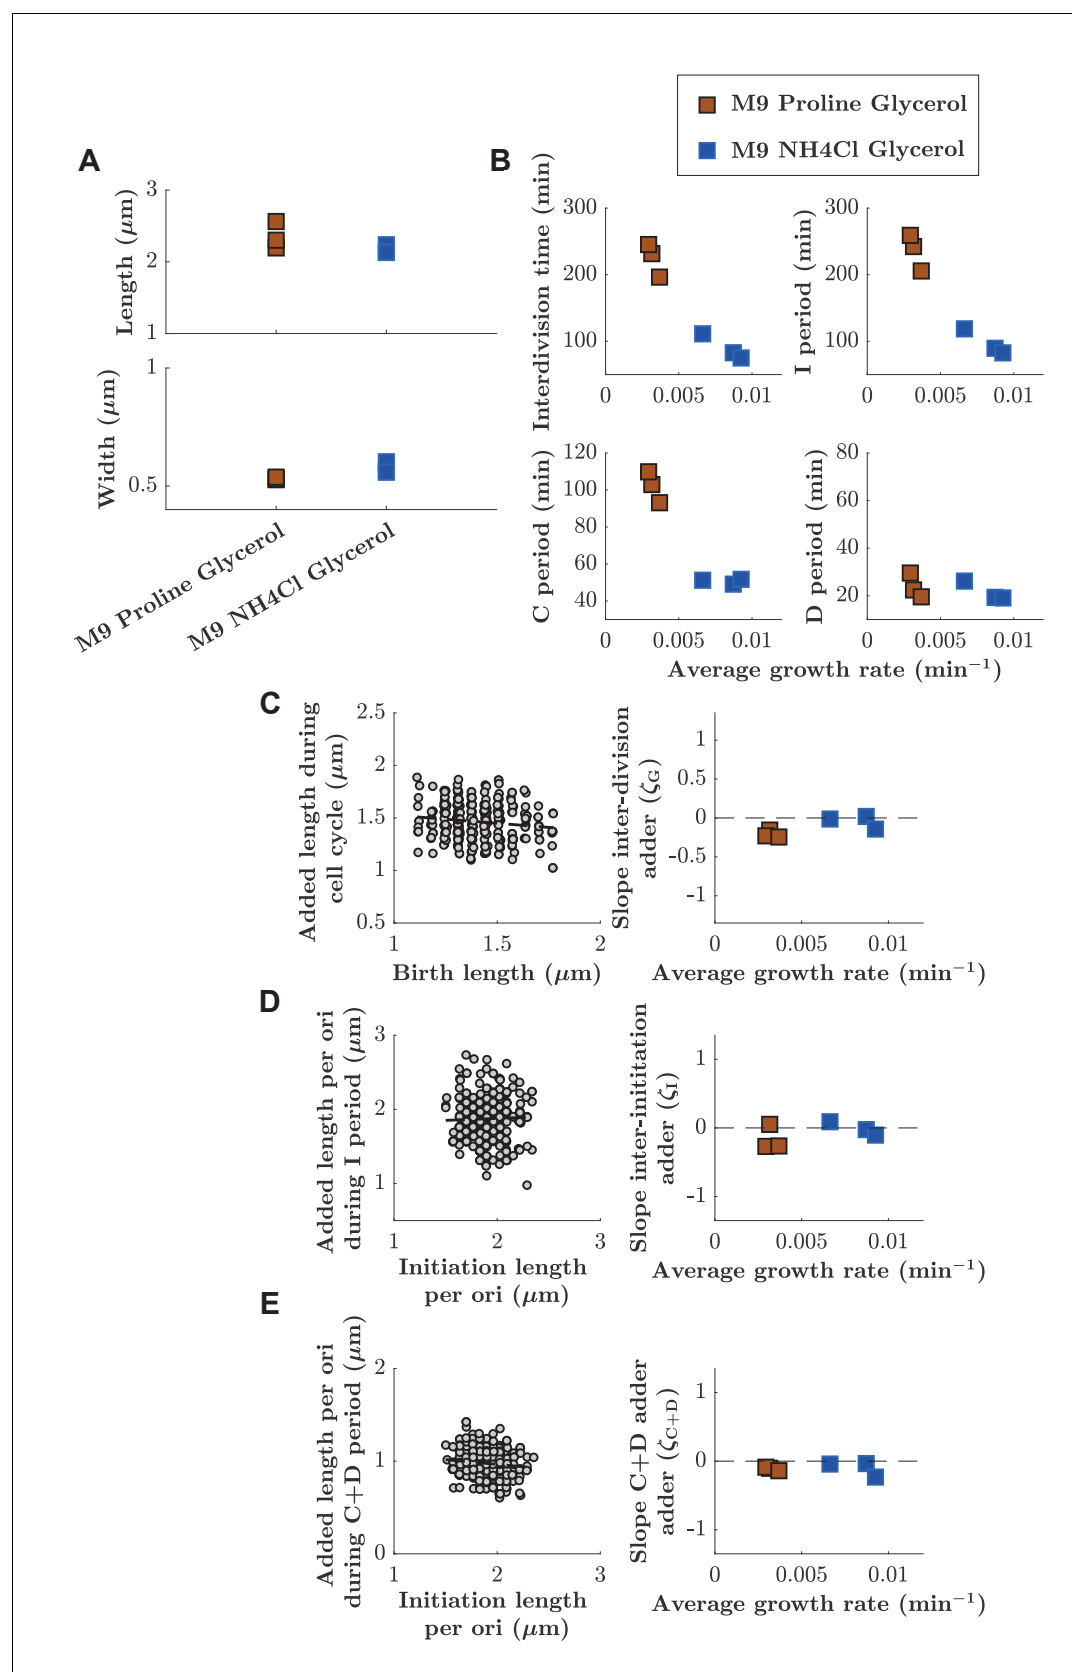 M9 Proline Glycerol
M9 NH4Cl Glycerol
A
Length (μm)
3
2
1
Width (μm)
1
0.5
M9 Proline Glycerol
M9 NH4Cl Glycerol
B
Interdivision time (min)
300
200
100
0
0.005
0.01
I period (min)
300
200
100
0
0.005
0.01
C period (min)
120
100
80
60
40
0
0.005
0.01
D period (min)
80
60
40
20
0
0.005
0.01
Average growth rate (min⁻¹)
C
Added length during
cell cycle (μm)
2.5
2
1.5
1
0.5
1
1.5
2
Birth length (μm)
Slope inter-division
adder (ζG)
1
0.5
0
-0.5
-1
0
0.005
0.01
Average growth rate (min⁻¹)
D
Added length per ori
during I period (μm)
3
2
1
1
2
3
Initiation length
per ori (μm)
Slope inter-inititation
adder (ζI)
1
0
-1
0
0.005
0.01
Average growth rate (min⁻¹)
E
Added length per ori
during C+D period (μm)
2
1
0
1
2
3
Initiation length
per ori (μm)
Slope C+D adder
adder (ζC+D)
1
0
-1
0
0.005
0.01
Average growth rate (min⁻¹)